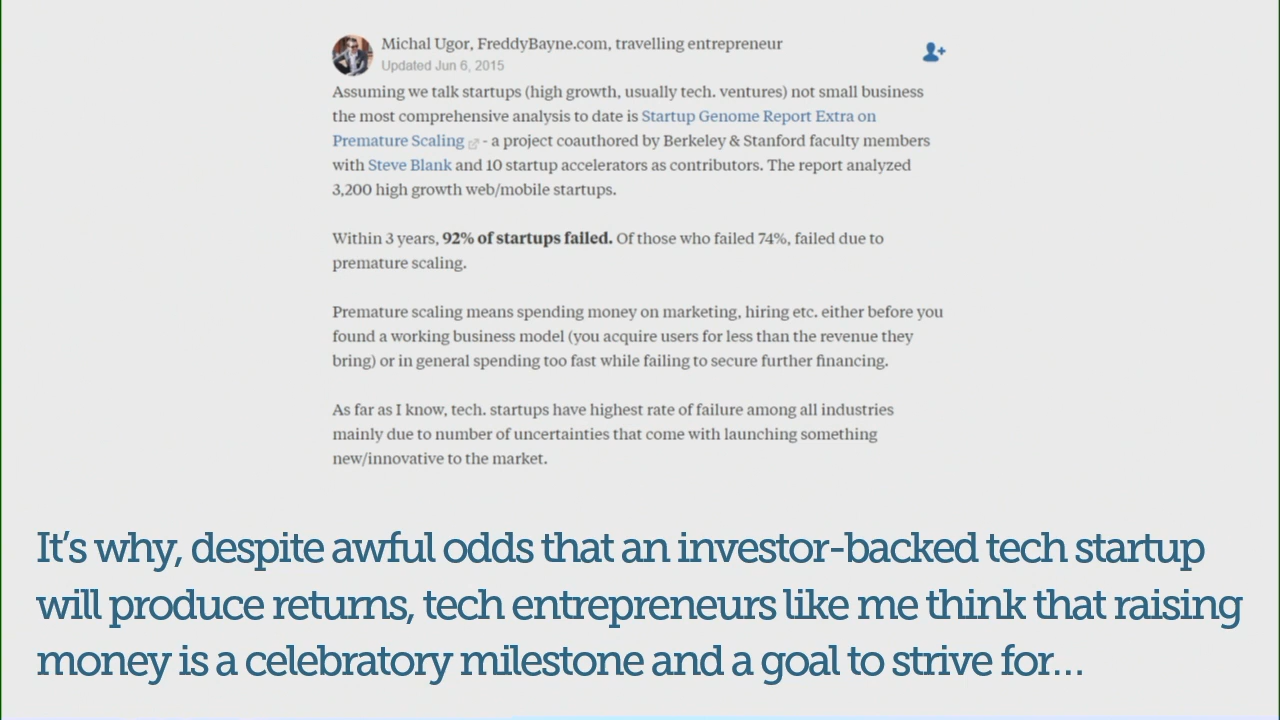 Michal Ugor, FreddyBayne.com, travelling entrepreneur
Updated Jun 6, 2015
Assuming we talk startups (high growth, usually tech. ventures) not small business
the most comprehensive analysis to date is Startup Genome Report Extra on
Premature Scaling - a project coauthored by Berkeley & Stanford faculty members
with Steve Blank and 10 startup accelerators as contributors. The report analyzed
3,200 high growth web/mobile startups.
Within 3 years, 92% of startups failed. Of those who failed 74%, failed due to
premature scaling.
Premature scaling means spending money on marketing, hiring etc. either before you
found a working business model (you acquire users for less than the revenue they
bring) or in general spending too fast while failing to secure further financing.
As far as I know, tech. startups have highest rate of failure among all industries
mainly due to number of uncertainties that come with launching something
new/innovative to the market.
It's why, despite awful odds that an investor-backed tech startup
will produce returns, tech entrepreneurs like me think that raising
money is a celebratory milestone and a goal to strive for...